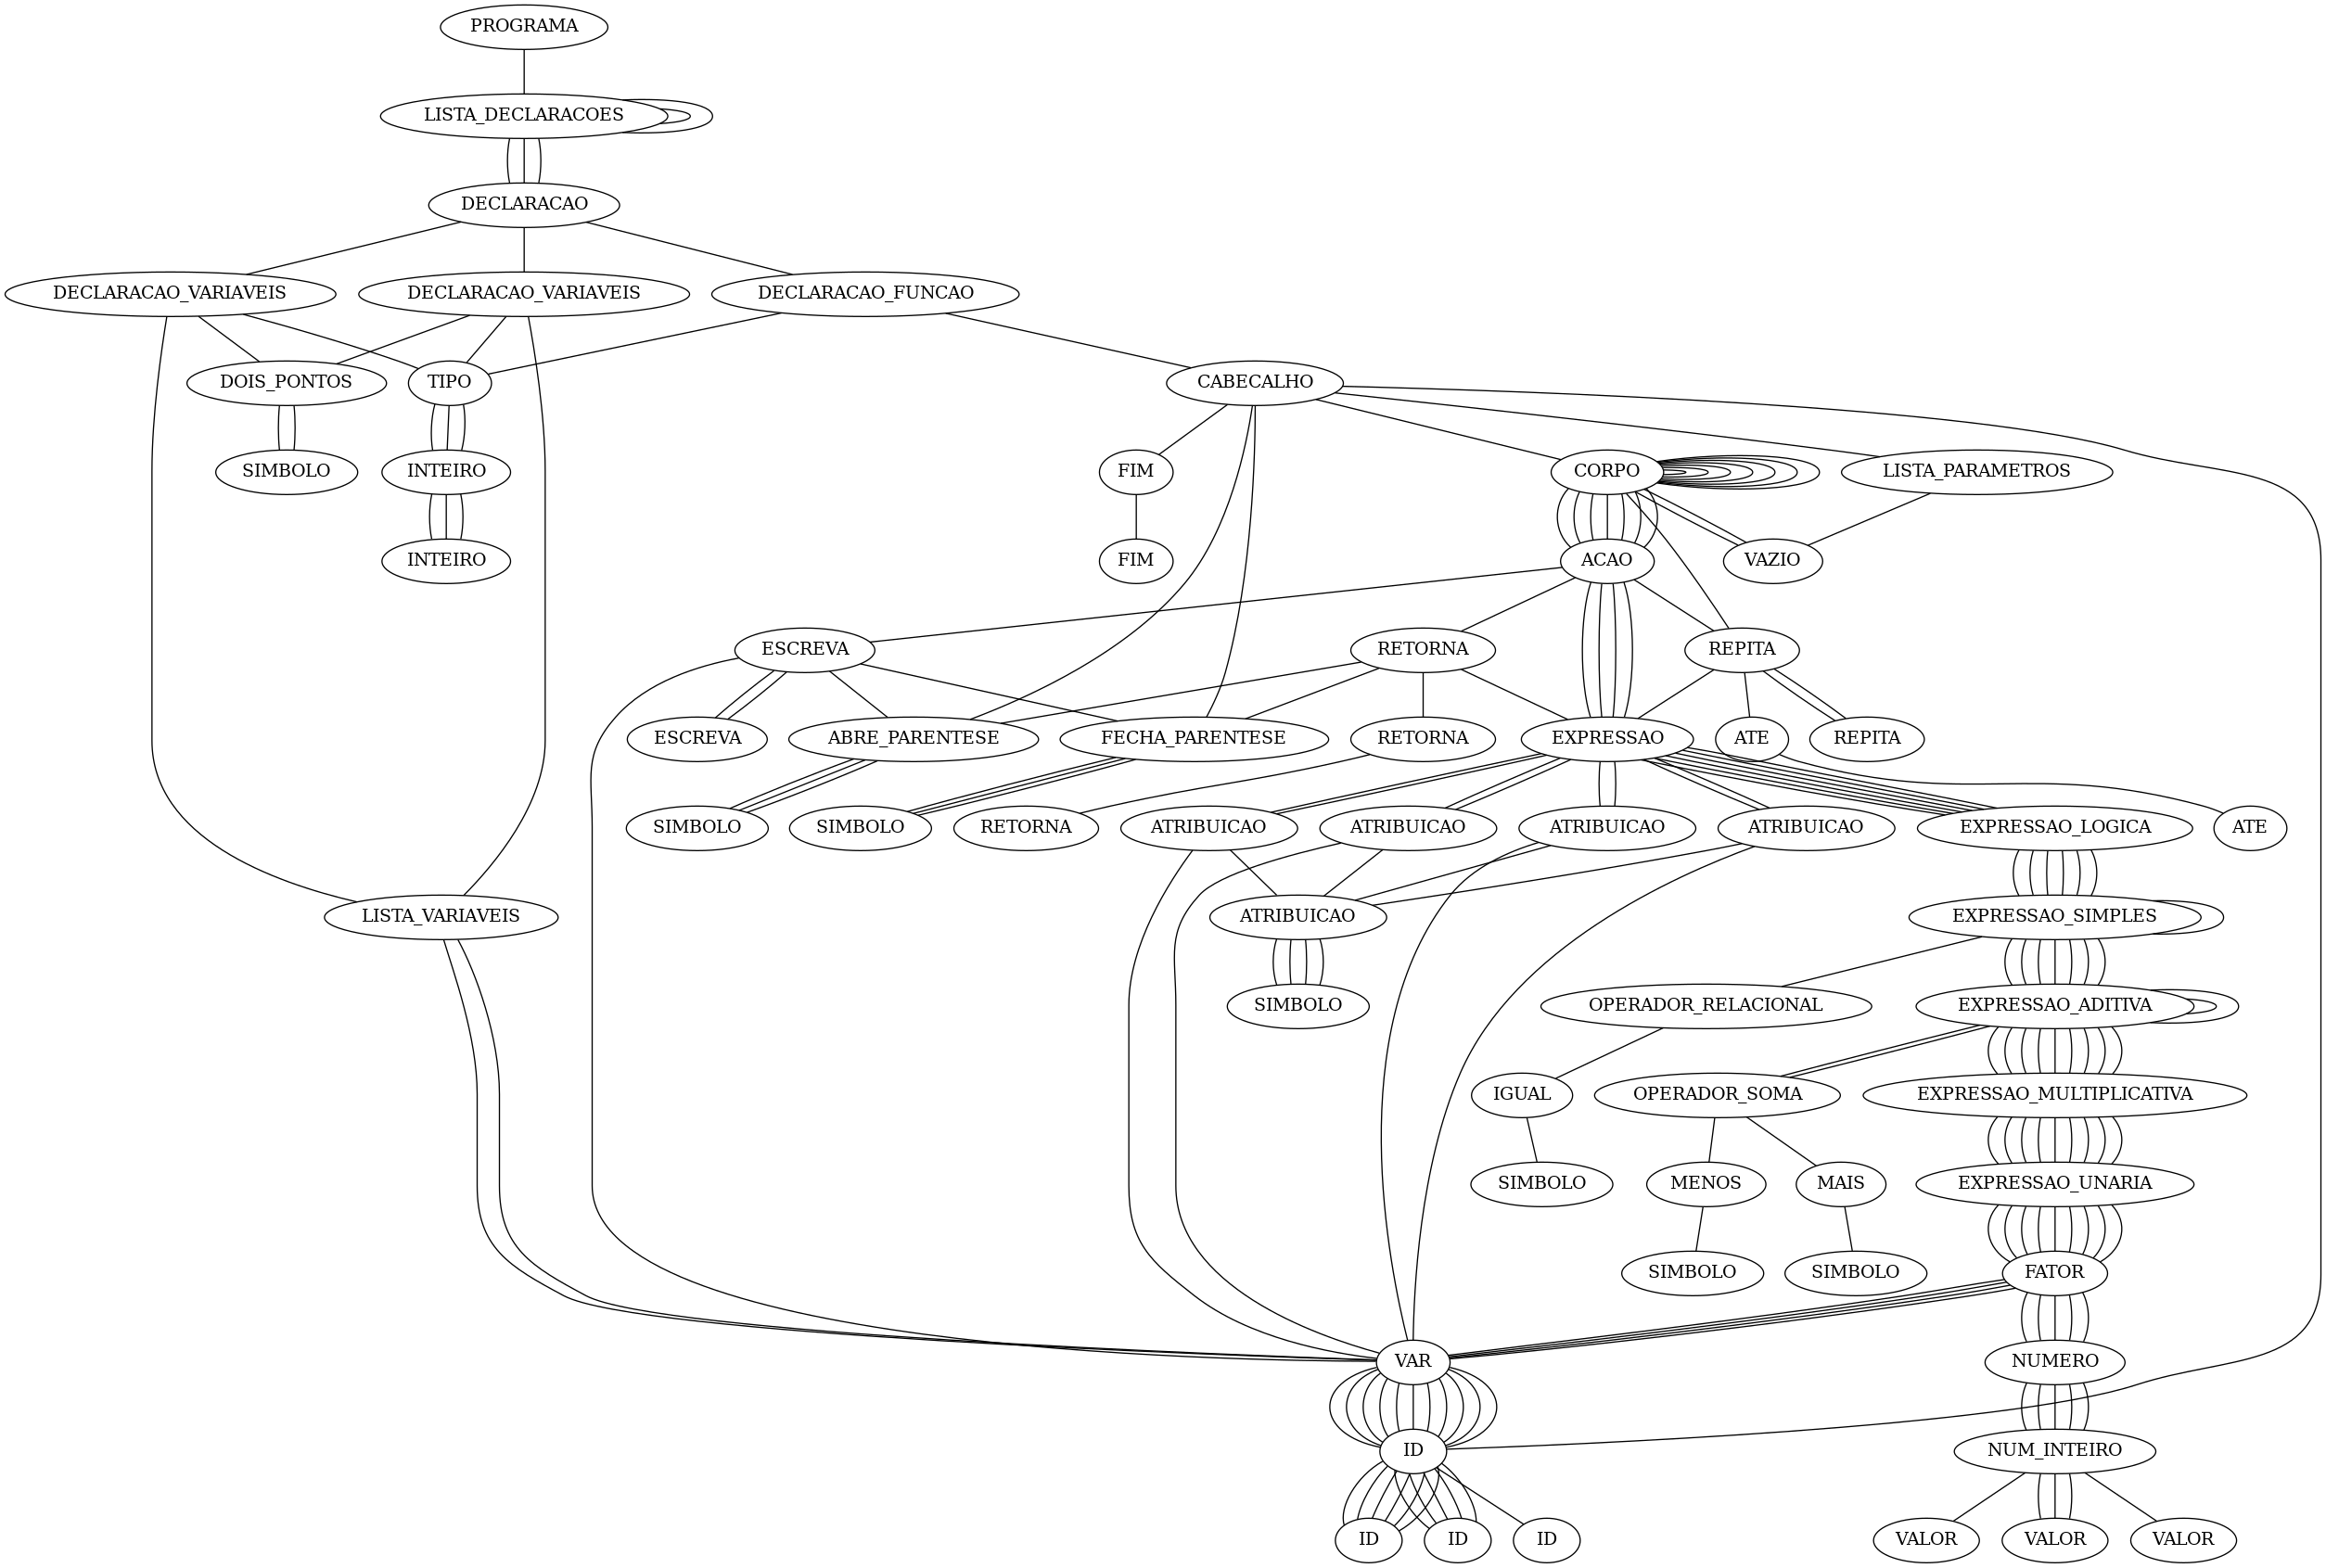 PROGRAMA
LISTA_DECLARACOES
DECLARACAO
DECLARACAO_VARIAVEIS
DECLARACAO_VARIAVEIS
DECLARACAO_FUNCAO
DOIS_PONTOS
TIPO
CABECALHO
SIMBOLO
INTEIRO
FIM
CORPO
LISTA_PARAMETROS
INTEIRO
FIM
ACAO
VAZIO
ESCREVA
RETORNA
REPITA
ESCREVA
ABRE_PARENTESE
FECHA_PARENTESE
RETORNA
EXPRESSAO
ATE
REPITA
SIMBOLO
SIMBOLO
RETORNA
ATRIBUICAO
ATRIBUICAO
ATRIBUICAO
ATRIBUICAO
EXPRESSAO_LOGICA
ATE
LISTA_VARIAVEIS
ATRIBUICAO
EXPRESSAO_SIMPLES
SIMBOLO
OPERADOR_RELACIONAL
EXPRESSAO_ADITIVA
IGUAL
OPERADOR_SOMA
EXPRESSAO_MULTIPLICATIVA
SIMBOLO
MENOS
MAIS
EXPRESSAO_UNARIA
SIMBOLO
SIMBOLO
FATOR
VAR
NUMERO
ID
NUM_INTEIRO
ID
ID
ID
VALOR
VALOR
VALOR